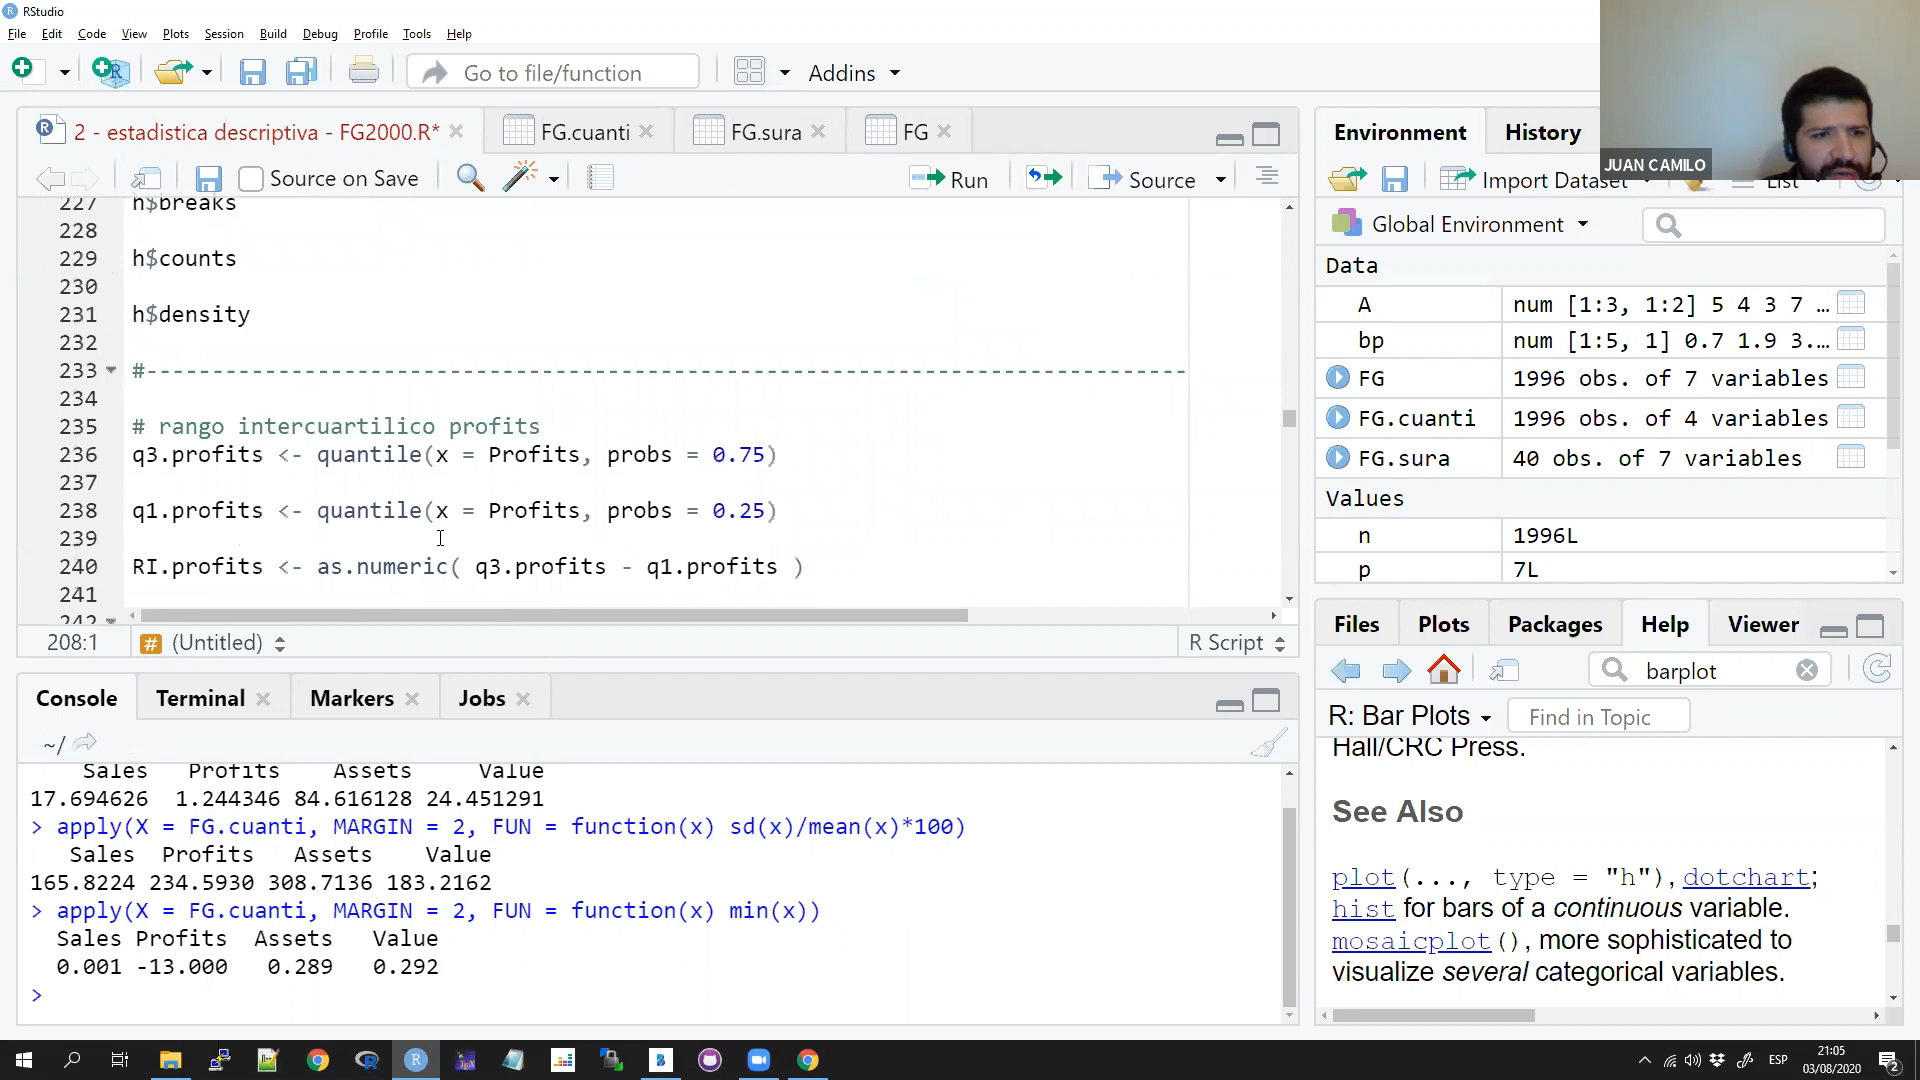 RStudio
File Edit Code View Plots Session Build Debug Profile Tools Help
Go to file/function
Addins
2 - estadistica descriptiva - FG2000.R*
FG.cuanti
FG.sura
FG
Source on Save
Run
Source
227 h$breaks
228
229 h$counts
230
231 h$density
232
233 #--------------------------------------------------------------------------------
234
235 # rango intercuartilico profits
236 q3.profits <- quantile(x = Profits, probs = 0.75)
237
238 q1.profits <- quantile(x = Profits, probs = 0.25)
239
240 RI.profits <- as.numeric( q3.profits - q1.profits )
241
242
208:1
# (Untitled)
R Script
Console Terminal Markers Jobs
~/
Sales Profits Assets Value
17.694626 1.244346 84.616128 24.451291
> apply(X = FG.cuanti, MARGIN = 2, FUN = function(x) sd(x)/mean(x)*100)
Sales Profits Assets Value
165.8224 234.5930 308.7136 183.2162
> apply(X = FG.cuanti, MARGIN = 2, FUN = function(x) min(x))
Sales Profits Assets Value
0.001 -13.000 0.289 0.292
>
Environment History
JUAN CAMILO
Import Dataset
List
Global Environment
Data
A num [1:3, 1:2] 5 4 3 7 …
bp num [1:5, 1] 0.7 1.9 3.…
FG 1996 obs. of 7 variables
FG.cuanti 1996 obs. of 4 variables
FG.sura 40 obs. of 7 variables
Values
n 1996L
p 7L
Files Plots Packages Help Viewer
barplot
R: Bar Plots
Find in Topic
Hall/CRC Press.
See Also
plot(..., type = "h"), dotchart;
hist for bars of a continuous variable.
mosaicplot(), more sophisticated to
visualize several categorical variables.
ESP
21:05
03/08/2020
2